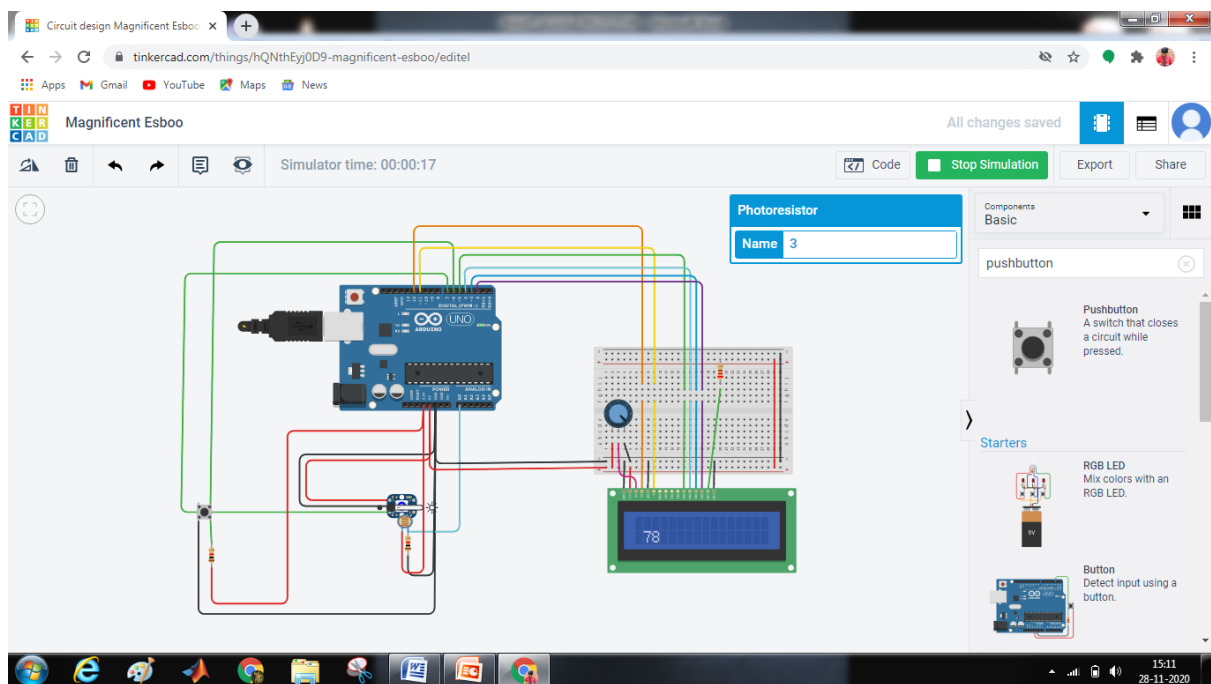 Circuit design Magnificent Esboo
tinkercad.com/things/hQNthEyj0D9-magnificent-esboo/editel
Apps Gmail YouTube Maps News
TIN
KER
CAD
Magnificent Esboo
All changes saved
Simulator time: 00:00:17
Code
Stop Simulation
Export
Share
Photoresistor
Name 3
Components
Basic
pushbutton
Pushbutton
A switch that closes
a circuit while
pressed.
Starters
RGB LED
Mix colors with an
RGB LED.
9V
Button
Detect input using a
button.
DIGITAL (PWM~)
UNO
ARDUINO
POWER
ANALOG IN
78
15:11
28-11-2020